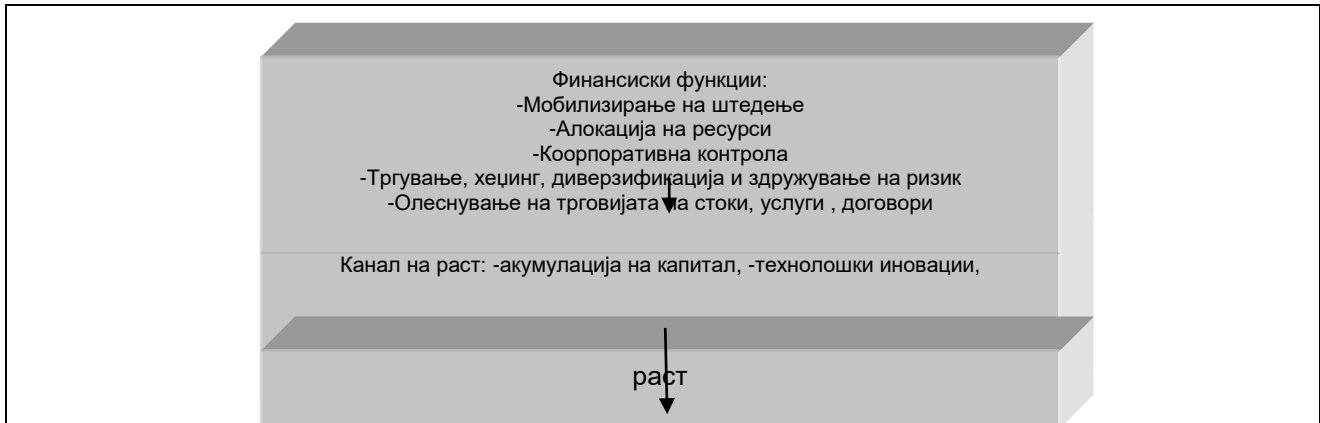 Финансиски функции:
-Мобилизирање на штедење
-Алокација на ресурси
-Коорпоративна контрола
-Тргување, хеџинг, диверзификација и здружување на ризик
-Олеснување на трговијата на стоки, услуги , договори
Канал на раст: -акумулација на капитал, -технолошки иновации,
раст